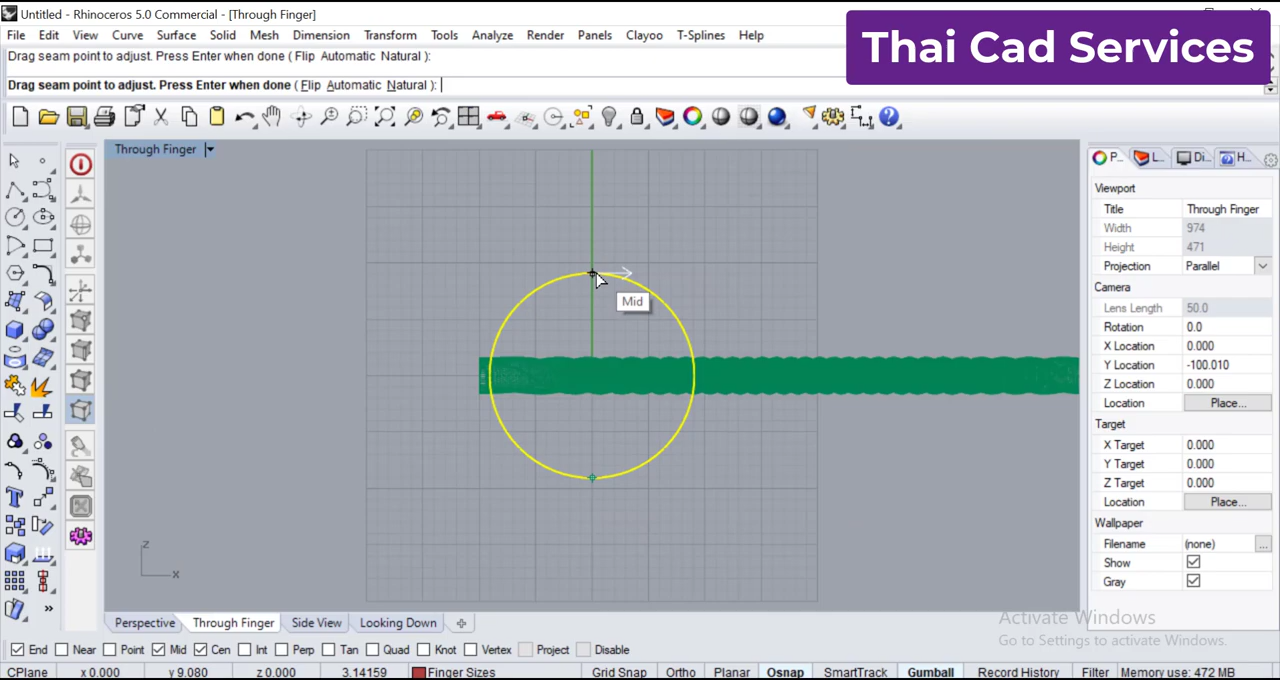 Untitled - Rhinoceros 5.0 Commercial - [Through Finger]
Thai Cad Services
File Edit View Curve Surface Solid Mesh Dimension Transform Tools Analyze Render Panels Clayoo T-Splines Help
Drag seam point to adjust. Press Enter when done ( Flip Automatic Natural ):
Drag seam point to adjust. Press Enter when done ( Flip Automatic Natural ):
Through Finger
P... L... Di... H...
Viewport
Title Through Finger
Width 974
Height 471
Projection Parallel
Camera
Lens Length 50.0
Rotation 0.0
X Location 0.000
Y Location -100.010
Z Location 0.000
Location Place...
Target
X Target 0.000
Y Target 0.000
Z Target 0.000
Location Place...
Wallpaper
Filename (none) ...
Show
Gray
Mid
z
x
Activate Windows
Go to Settings to activate Windows.
Perspective Through Finger Side View Looking Down
End Near Point Mid Cen Int Perp Tan Quad Knot Vertex Project Disable
CPlane x 0.000 y 9.080 z 0.000 3.14159 Finger Sizes Grid Snap Ortho Planar Osnap SmartTrack Gumball Record History Filter Memory use: 472 MB